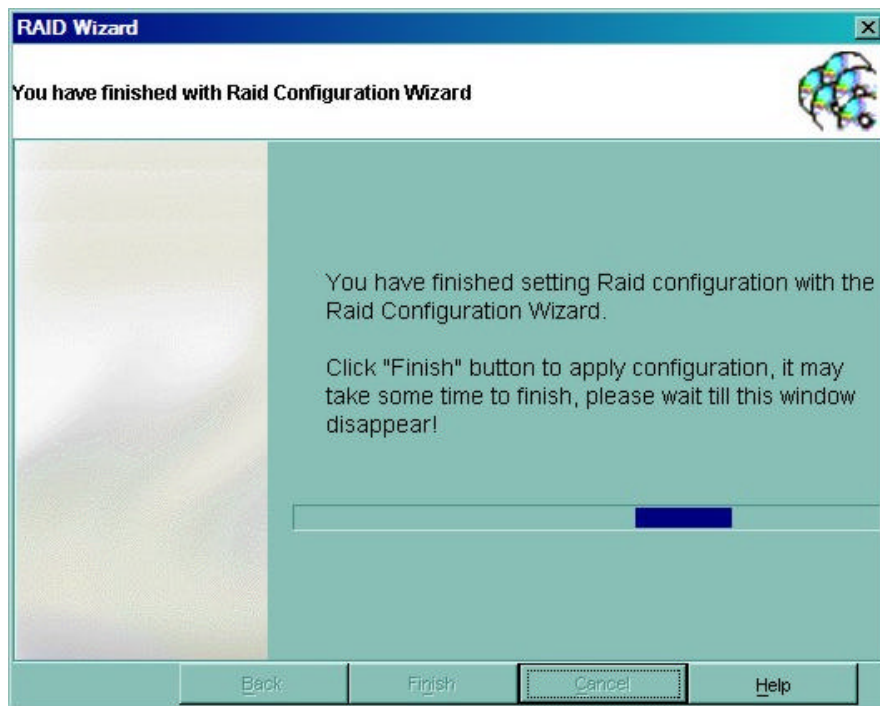 RAID Wizard
You have finished with Raid Configuration Wizard
You have finished setting Raid configuration with the
Raid Configuration Wizard.
Click "Finish" button to apply configuration, it may
take some time to finish, please wait till this window
disappear!
Back Finish Cancel Help